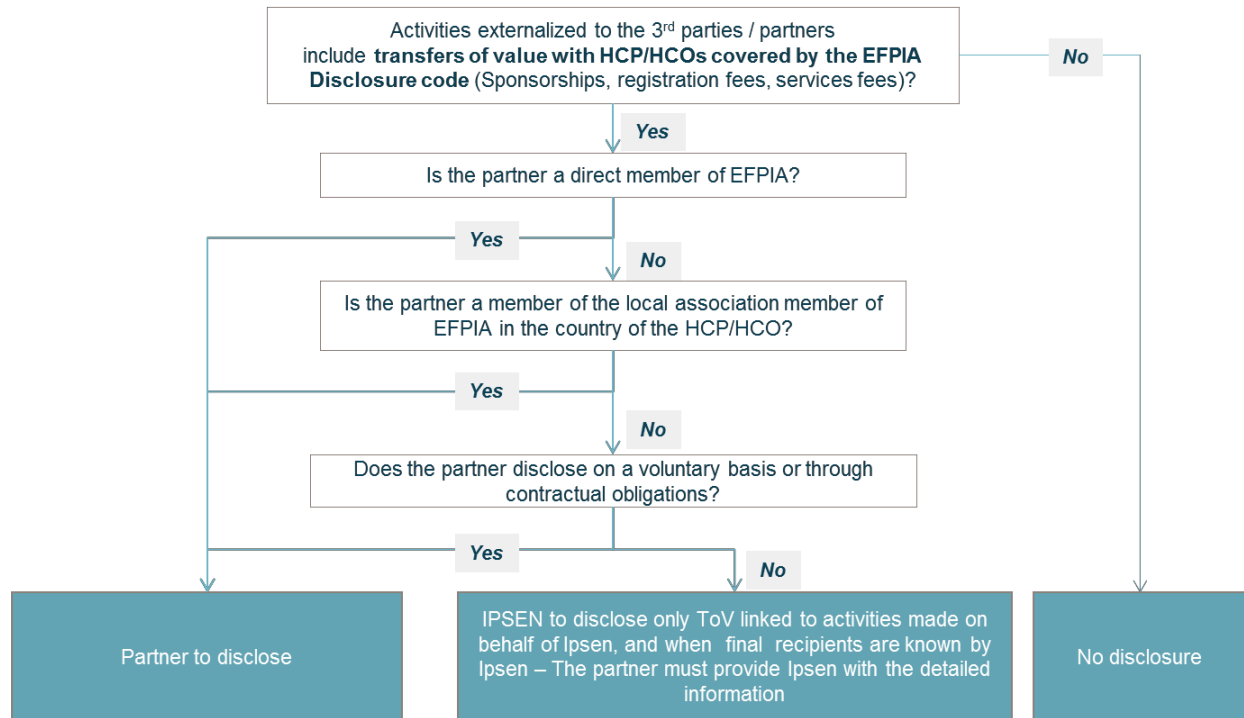 Activities externalized to the 3rd parties / partners
include transfers of value with HCP/HCOs covered by the EFPIA
Disclosure code (Sponsorships, registration fees, services fees)?
No
Yes
Is the partner a direct member of EFPIA?
Yes
No
Is the partner a member of the local association member of
EFPIA in the country of the HCP/HCO?
Yes
No
Does the partner disclose on a voluntary basis or through
contractual obligations?
Yes
No
Partner to disclose
IPSEN to disclose only ToV linked to activities made on
behalf of Ipsen, and when final recipients are known by
Ipsen – The partner must provide Ipsen with the detailed
information
No disclosure